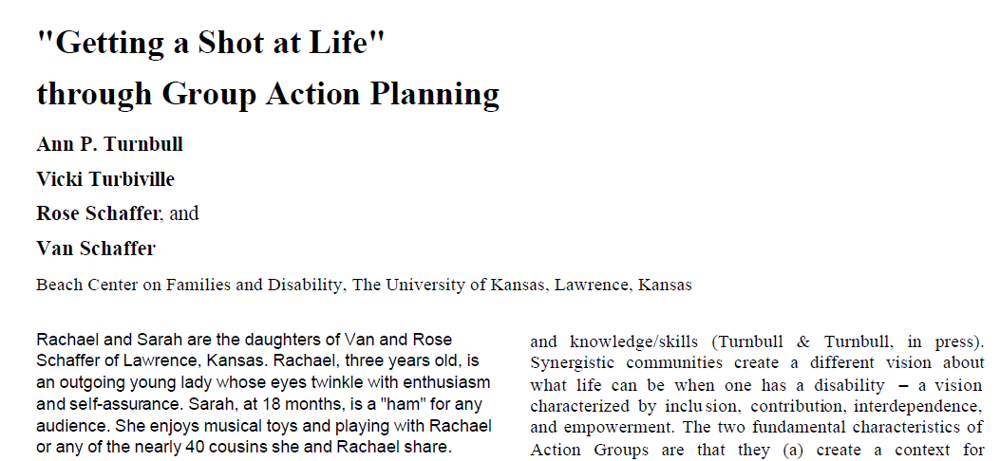 "Getting a Shot at Life"
through Group Action Planning
Ann P. Turnbull
Vicki Turbiville
Rose Schaffer, and
Van Schaffer
Beach Center on Families and Disability, The University of Kansas, Lawrence, Kansas
Rachael and Sarah are the daughters of Van and Rose
Schaffer of Lawrence, Kansas. Rachael, three years old, is
an outgoing young lady whose eyes twinkle with enthusiasm
and self-assurance. Sarah, at 18 months, is a "ham" for any
audience. She enjoys musical toys and playing with Rachael
or any of the nearly 40 cousins she and Rachael share.
and knowledge/skills (Turnbull & Turnbull, in press).
Synergistic communities create a different vision about
what life can be when one has a disability – a vision
characterized by inclusion, contribution, interdependence,
and empowerment. The two fundamental characteristics of
Action Groups are that they (a) create a context for